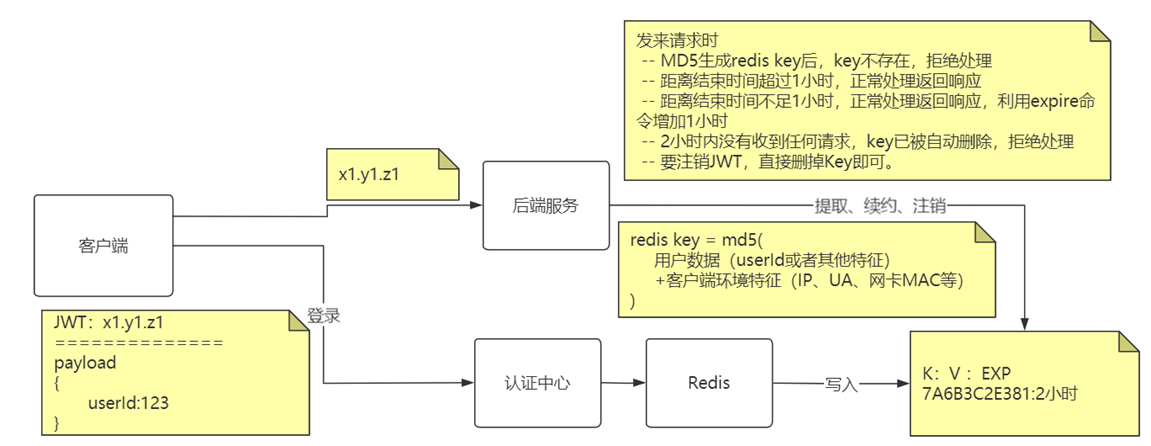 发来请求时
-- MD5生成redis key后，key不存在，拒绝处理
-- 距离结束时间超过1小时，正常处理返回响应
-- 距离结束时间不足1小时，正常处理返回响应，利用expire命
令增加1小时
-- 2小时内没有收到任何请求，key已被自动删除，拒绝处理
-- 要注销JWT，直接删掉Key即可。
x1.y1.z1
客户端
后端服务
提取、续约、注销
redis key = md5(
用户数据（userId或者其他特征）
+客户端环境特征（IP、UA、网卡MAC等）
)
登录
JWT：x1.y1.z1
==============
payload
{
userId:123
}
认证中心
Redis
写入
K：V ：EXP
7A6B3C2E381:2小时